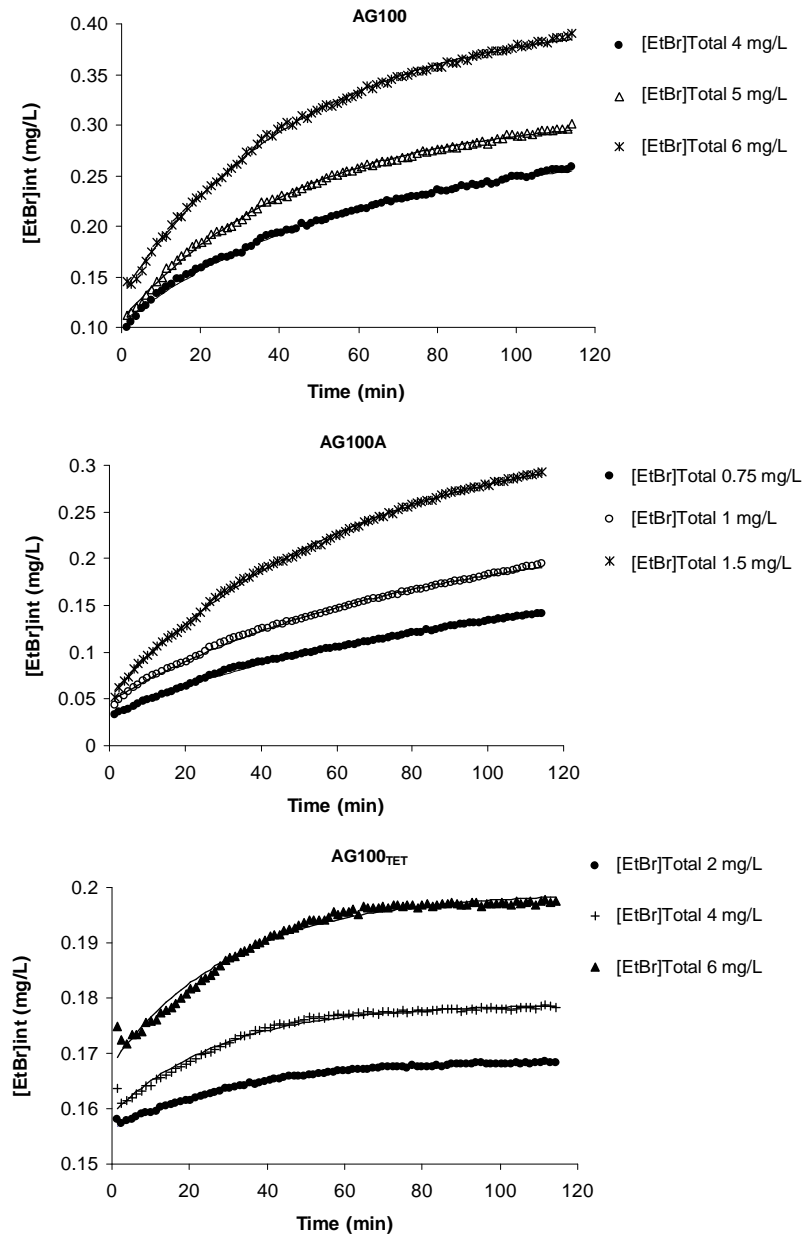 AG100
0.40
0.35
0.30
0.25
0.20
0.15
0.10
[EtBr]int (mg/L)
0 20 40 60 80 100 120
Time (min)
[EtBr]Total 4 mg/L
[EtBr]Total 5 mg/L
[EtBr]Total 6 mg/L
AG100A
0.3
0.25
0.2
0.15
0.1
0.05
0
[EtBr]int (mg/L)
0 20 40 60 80 100 120
Time (min)
[EtBr]Total 0.75 mg/L
[EtBr]Total 1 mg/L
[EtBr]Total 1.5 mg/L
AG100TET
0.2
0.19
0.18
0.17
0.16
0.15
[EtBr]int (mg/L)
0 20 40 60 80 100 120
Time (min)
[EtBr]Total 2 mg/L
[EtBr]Total 4 mg/L
[EtBr]Total 6 mg/L